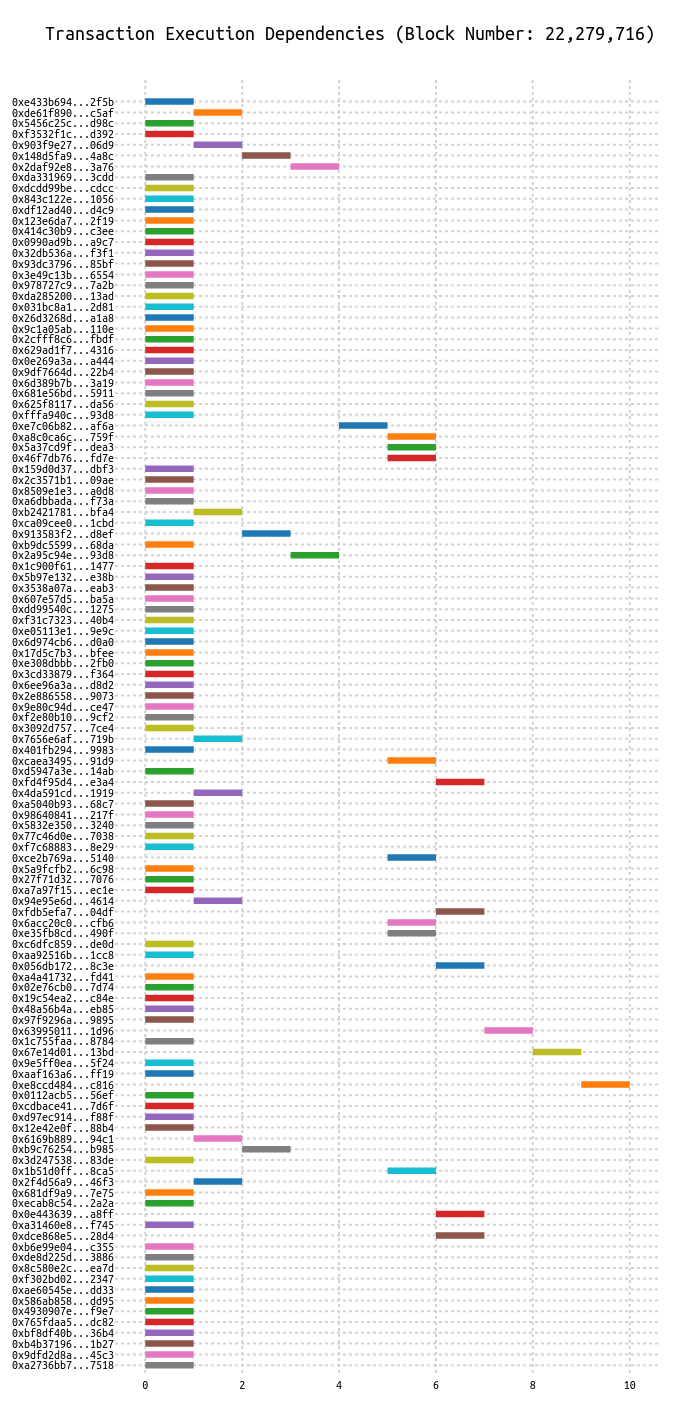 Transaction Execution Dependencies (Block Number: 22,279,716)
0xe433b694...2f5b
0xde61f890...c5af
0x5456c25c...d98c
0xf3532f1c...d392
0x903f9e27...06d9
0x148d5fa9...4a8c
0x2daf92e8...3a76
0xda331969...3cdd
0xdcdd99be...cdcc
0x843c122e...1056
0xdf12ad40...d4c9
0x123e6da7...2f19
0x414c30b9...c3ee
0x0990ad9b...a9c7
0x32db536a...f3f1
0x93dc3796...85bf
0x3e49c13b...6554
0x978727c9...7a2b
0xda285200...13ad
0x031bc8a1...2d81
0x26d3268d...a1a8
0x9c1a05ab...110e
0x2cfff8c6...fbdf
0x629ad1f7...4316
0x0e269a3a...a444
0x9df7664d...22b4
0x6d389b7b...3a19
0x681e56bd...5911
0x625f8117...da56
0xfffa940c...93d8
0xe7c06b82...af6a
0xa8c0ca6c...759f
0x5a37cd9f...dea3
0x46f7db76...fd7e
0x159d0d37...dbf3
0x2c3571b1...09ae
0x8509e1e3...a0d8
0xa6dbbada...f73a
0xb2421781...bfa4
0xca09cee0...1cbd
0x913583f2...d8ef
0xb9dc5599...68da
0x2a95c94e...93d8
0x1c900f61...1477
0x5b97e132...e38b
0x3538a07a...eab3
0x607e57d5...ba5a
0xdd99540c...1275
0xf31c7323...40b4
0xe05113e1...9e9c
0x6d974cb6...d0a0
0x17d5c7b3...bfee
0xe308dbbb...2fb0
0x3cd33879...f364
0x6ee96a3a...d8d2
0x2e886558...9073
0x9e80c94d...ce47
0xf2e80b10...9cf2
0x3092d757...7ce4
0x7656e6af...719b
0x401fb294...9983
0xcaea3495...91d9
0xd5947a3e...14ab
0xfd4f95d4...e3a4
0x4da591cd...1919
0xa5040b93...68c7
0x98640841...217f
0x5832e350...3240
0x77c46d0e...7038
0xf7c68883...8e29
0xce2b769a...5140
0x5a9fcfb2...6c98
0x27f71d32...7076
0xa7a97f15...ec1e
0x94e95e6d...4614
0xfdb5efa7...04df
0x6acc20c0...cfb6
0xe35fb8cd...490f
0xc6dfc859...de0d
0xaa92516b...1cc8
0x056db172...8c3e
0xa4a41732...fd41
0x02e76cb0...7d74
0x19c54ea2...c84e
0x48a56b4a...eb85
0x97f9296a...9895
0x63995011...1d96
0x1c755faa...8784
0x67e14d01...13bd
0x9e5ff0ea...5f24
0xaaf163a6...ff19
0xe8ccd484...c816
0x0112acb5...56ef
0xcdbace41...7d6f
0xd97ec914...f88f
0x12e42e0f...88b4
0x6169b889...94c1
0xb9c76254...b985
0x3d247538...83de
0x1b51d0ff...8ca5
0x2f4d56a9...46f3
0x681df9a9...7e75
0xecab8c54...2a2a
0x0e443639...a8ff
0xa31460e8...f745
0xdce868e5...28d4
0xb6e99e04...c355
0xde8d225d...3886
0x8c580e2c...ea7d
0xf302bd02...2347
0xae60545e...dd33
0x586ab858...dd95
0x4930907e...f9e7
0x765fdaa5...dc82
0xbf8df40b...36b4
0xb4b37196...1b27
0x9dfd2d8a...45c3
0xa2736bb7...7518
0 2 4 6 8 10